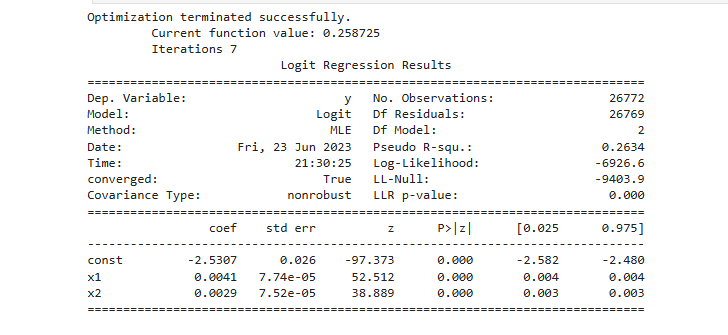 Optimization terminated successfully.
         Current function value: 0.258725
         Iterations 7
                           Logit Regression Results
==============================================================================
Dep. Variable:                      y   No. Observations:                26772
Model:                          Logit   Df Residuals:                    26769
Method:                           MLE   Df Model:                            2
Date:                Fri, 23 Jun 2023   Pseudo R-squ.:                  0.2634
Time:                        21:30:25   Log-Likelihood:                -6926.6
converged:                       True   LL-Null:                       -9403.9
Covariance Type:            nonrobust   LLR p-value:                     0.000
==============================================================================
                 coef    std err          z      P>|z|      [0.025      0.975]
------------------------------------------------------------------------------
const         -2.5307      0.026    -97.373      0.000      -2.582      -2.480
x1             0.0041   7.74e-05     52.512      0.000       0.004       0.004
x2             0.0029   7.52e-05     38.889      0.000       0.003       0.003
==============================================================================